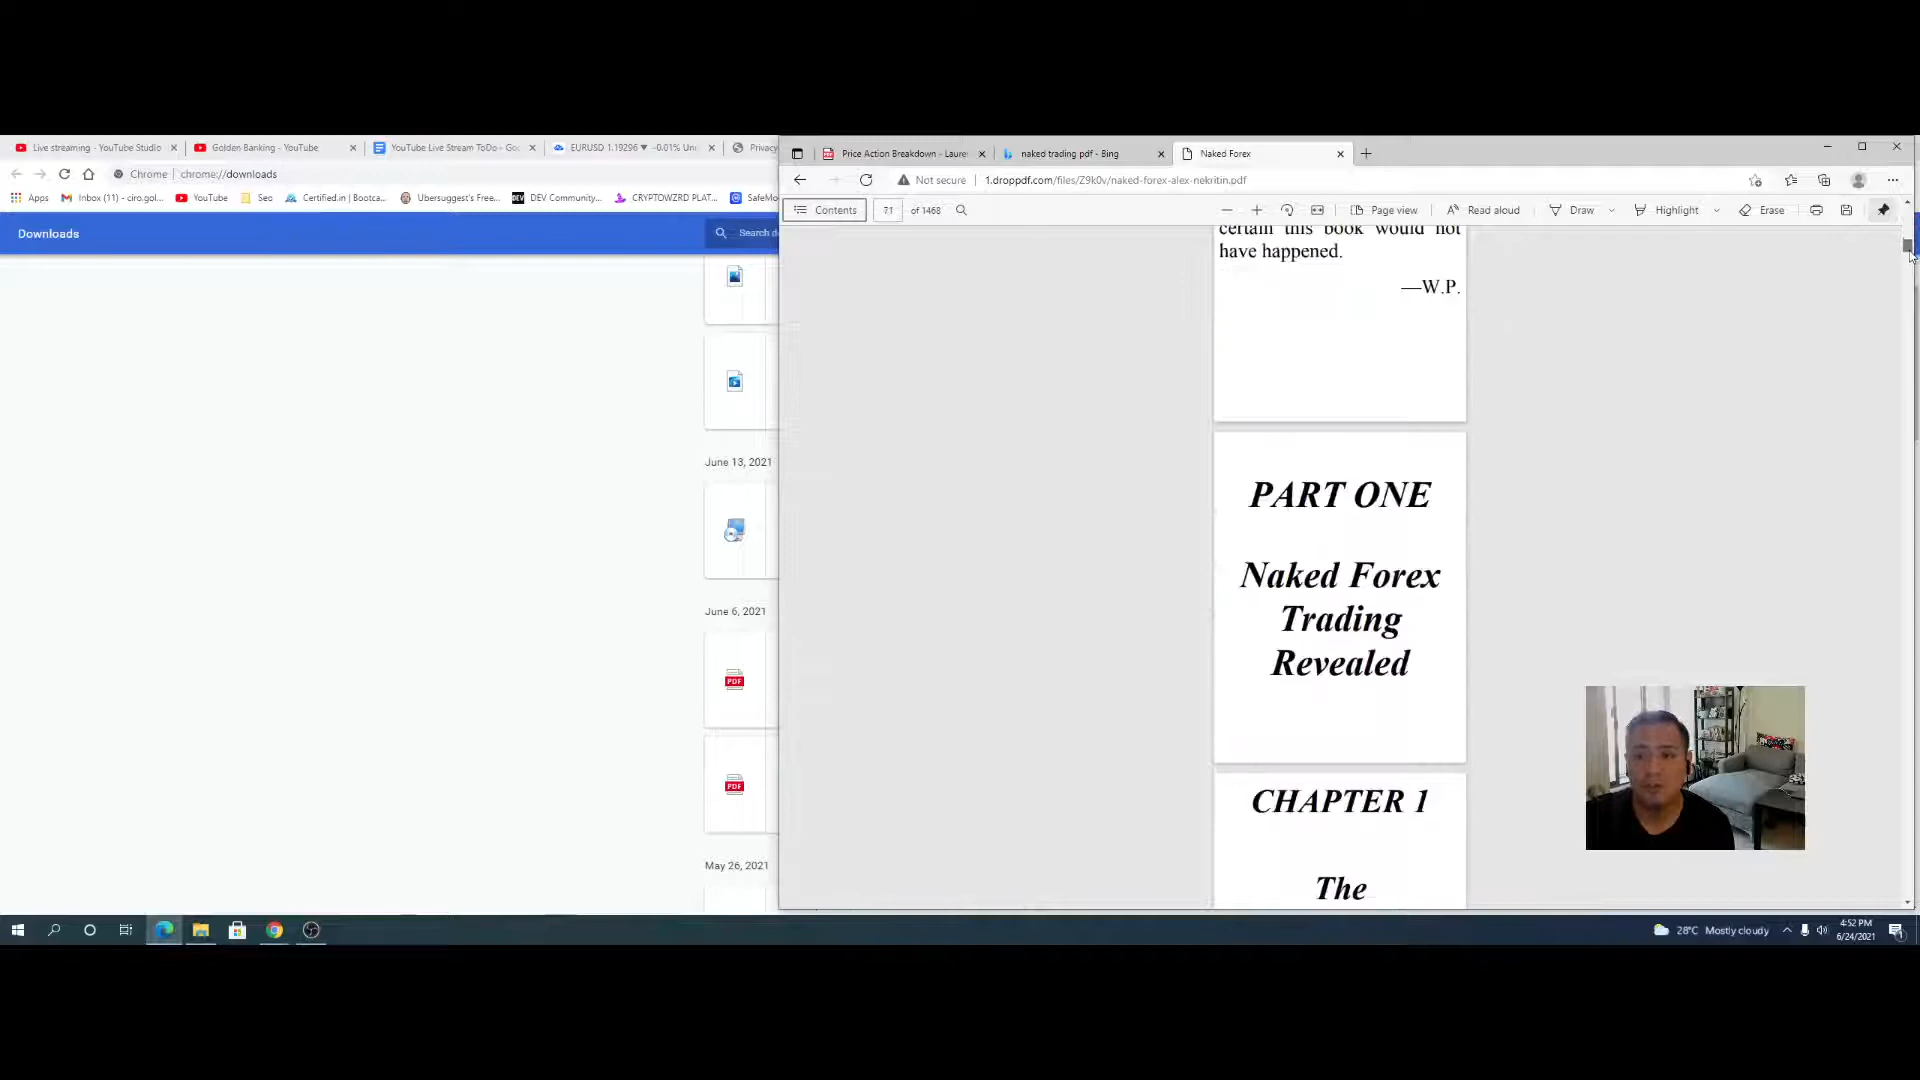 Live streaming - YouTube Studio
Golden Banking - YouTube
YouTube Live Stream ToDo - Goo
EURUSD 1.19296 ▼ -0.01% Un
Privacy
Chrome | chrome://downloads
Apps
Inbox (11) - ciro.gol...
YouTube
Seo
Certified.in | Bootca...
Ubersuggest's Free...
DEV
DEV Community...
CRYPTOWZRD PLAT...
SafeMo
Downloads
Search d
June 13, 2021
June 6, 2021
PDF
PDF
May 26, 2021
Price Action Breakdown - Laure
naked trading pdf - Bing
Naked Forex
Not secure | 1.droppdf.com/files/Z9k0v/naked-forex-alex-nekritin.pdf
Contents
71 of 1468
Page view
Read aloud
Draw
Highlight
Erase
certain this book would not
have happened.
—W.P.
PART ONE
Naked Forex
Trading
Revealed
CHAPTER 1
The
28°C Mostly cloudy
4:52 PM
6/24/2021